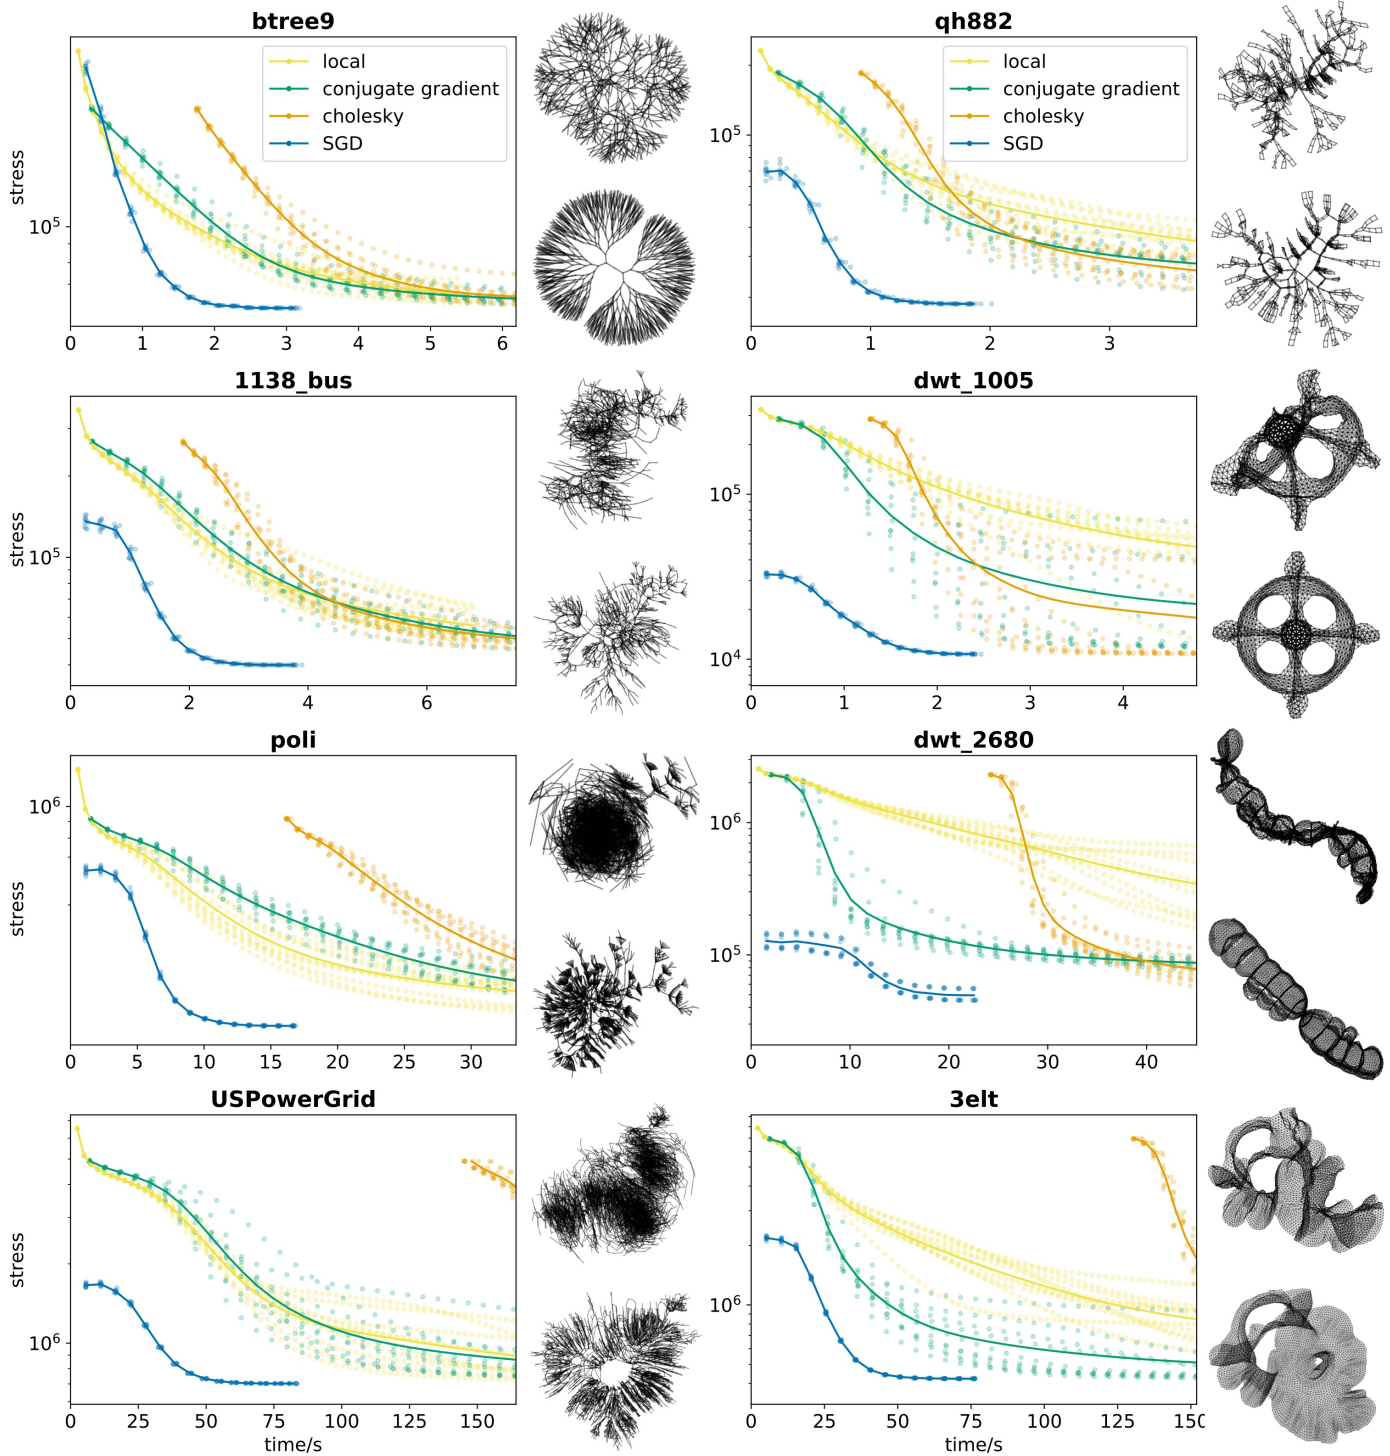 btree9
local
conjugate gradient
cholesky
SGD
stress
10^5
0 1 2 3 4 5 6
qh882
local
conjugate gradient
cholesky
SGD
10^5
0 1 2 3
1138_bus
stress
10^5
0 2 4 6
dwt_1005
10^5
10^4
0 1 2 3 4
poli
stress
10^6
0 5 10 15 20 25 30
dwt_2680
10^6
10^5
0 10 20 30 40
USPowerGrid
stress
10^6
0 25 50 75 100 125 150
time/s
3elt
10^6
0 25 50 75 100 125 150
time/s